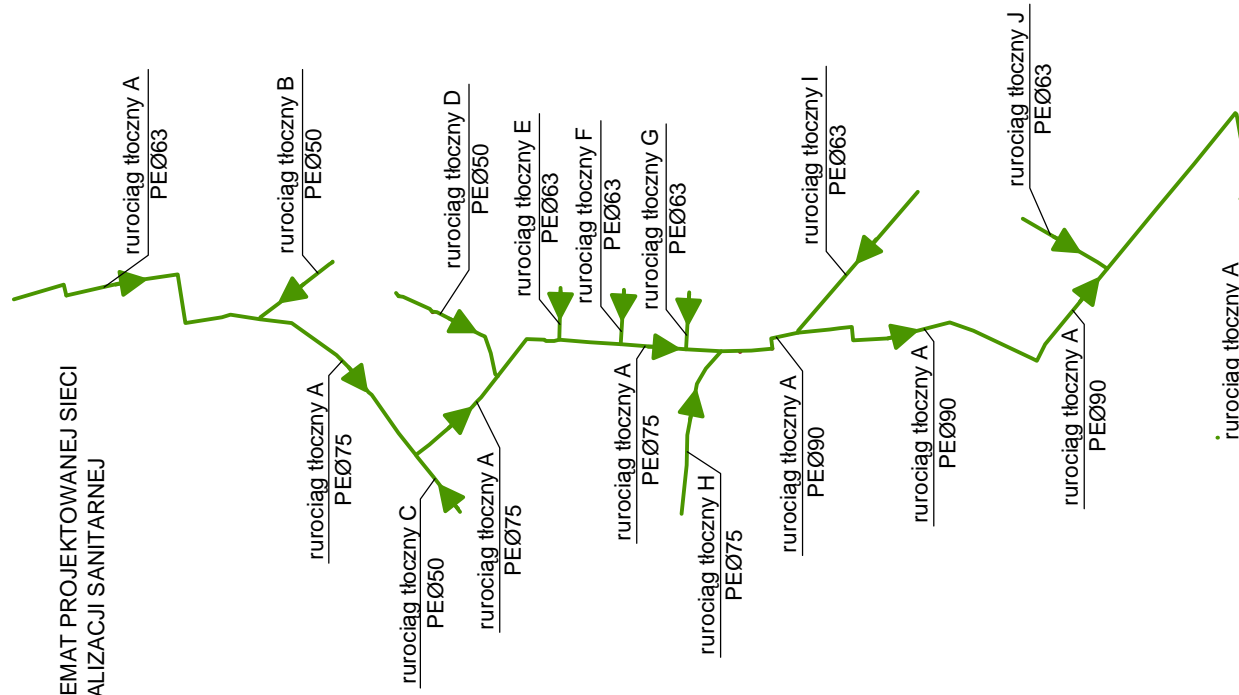 EMAT PROJEKTOWANEJ SIECI
ALIZACJI SANITARNEJ
rurociąg tłoczny A
PEØ63
rurociąg tłoczny B
PEØ50
rurociąg tłoczny A
PEØ75
rurociąg tłoczny C
PEØ50
rurociąg tłoczny D
PEØ50
rurociąg tłoczny A
PEØ75
rurociąg tłoczny E
PEØ63
rurociąg tłoczny F
PEØ63
rurociąg tłoczny G
PEØ63
rurociąg tłoczny A
PEØ75
rurociąg tłoczny H
PEØ75
rurociąg tłoczny I
PEØ63
rurociąg tłoczny A
PEØ90
rurociąg tłoczny A
PEØ90
rurociąg tłoczny J
PEØ63
rurociąg tłoczny A
PEØ90
rurociąg tłoczny A